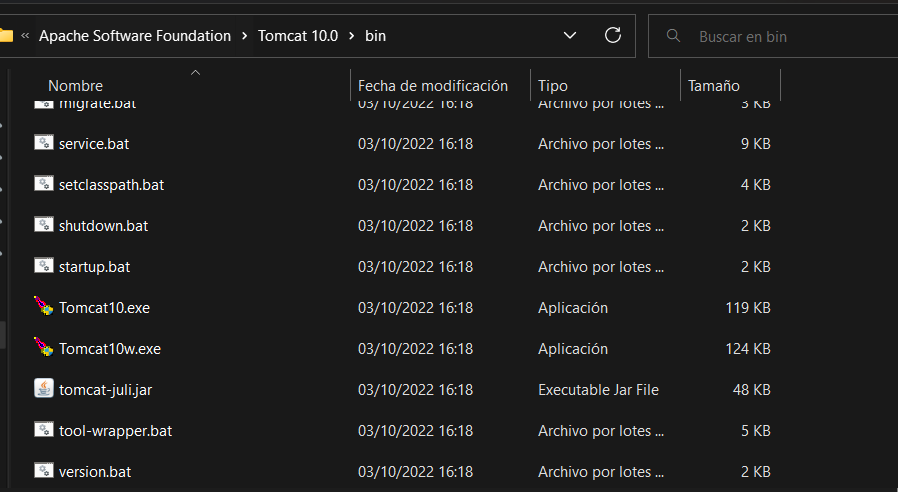 « Apache Software Foundation > Tomcat 10.0 > bin
Buscar en bin
Nombre Fecha de modificación Tipo Tamaño
migrate.bat 03/10/2022 16:18 Archivo por lotes ... 3 KB
service.bat 03/10/2022 16:18 Archivo por lotes ... 9 KB
setclasspath.bat 03/10/2022 16:18 Archivo por lotes ... 4 KB
shutdown.bat 03/10/2022 16:18 Archivo por lotes ... 2 KB
startup.bat 03/10/2022 16:18 Archivo por lotes ... 2 KB
Tomcat10.exe 03/10/2022 16:18 Aplicación 119 KB
Tomcat10w.exe 03/10/2022 16:18 Aplicación 124 KB
tomcat-juli.jar 03/10/2022 16:18 Executable Jar File 48 KB
tool-wrapper.bat 03/10/2022 16:18 Archivo por lotes ... 5 KB
version.bat 03/10/2022 16:18 Archivo por lotes ... 2 KB